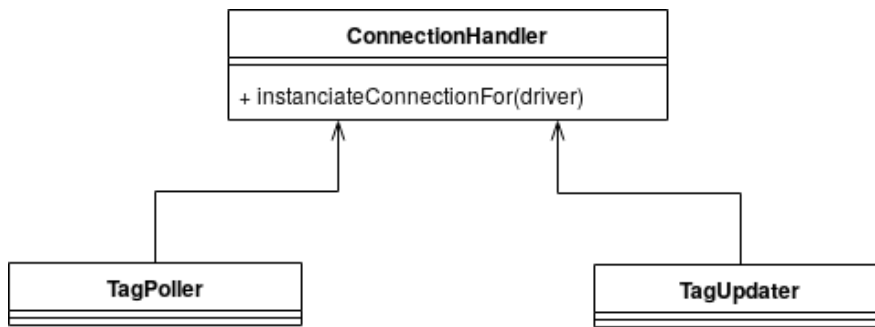 ConnectionHandler
+ instanciateConnectionFor(driver)
TagPoller
TagUpdater